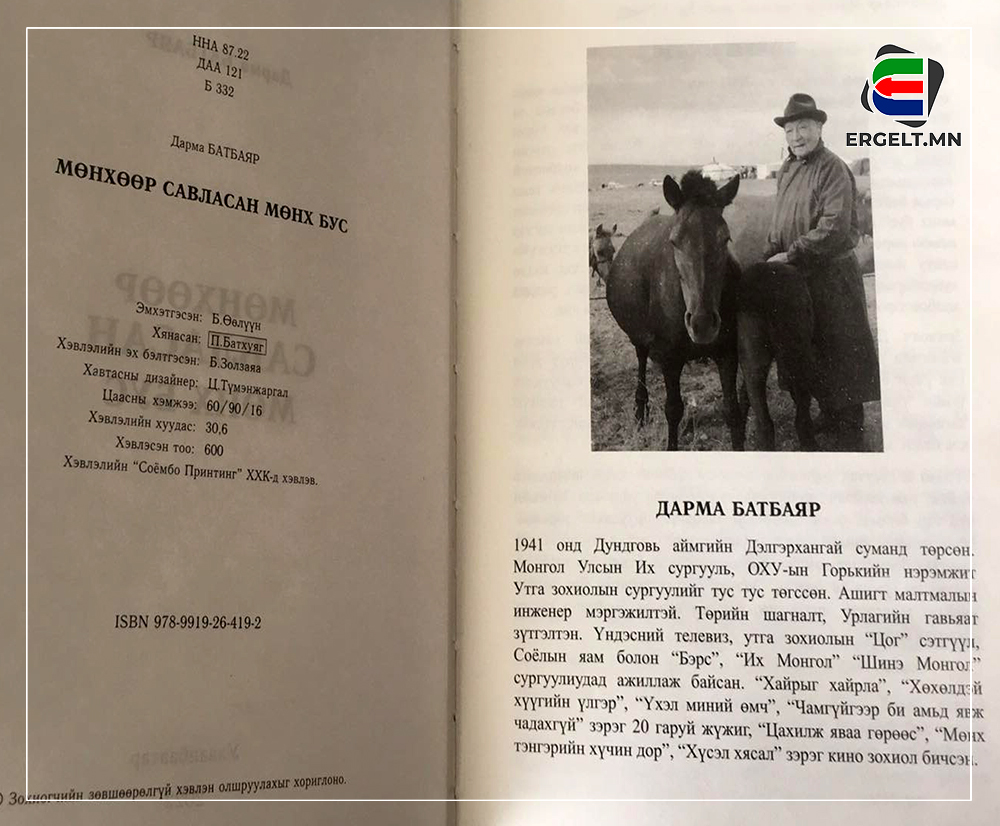 ННА 87.22
ДАА 121
Б 332
Дарма БАТБАЯР
МӨНХӨӨР САВЛАСАН МӨНХ БУС
Эмхэтгэсэн: Б.Өөлүүн
Хянасан: П.Батхуяг
Хэвлэлийн эх бэлтгэсэн: Б.Золзаяа
Хавтасны дизайнер: Ц.Түмэнжаргал
Цаасны хэмжээ: 60/90/16
Хэвлэлийн хуудас: 30,6
Хэвлэсэн тоо: 600
Хэвлэлийн “Соёмбо Принтинг” ХХК-д хэвлэв.
ISBN 978-9919-26-419-2
© Зохиогчийн зөвшөөрөлгүй хэвлэн олшруулахыг хориглоно.
ERGELT.MN
ДАРМА БАТБАЯР
1941 онд Дундговь аймгийн Дэлгэрхангай суманд төрсөн.
Монгол Улсын Их сургууль, ОХУ-ын Горькийн нэрэмжит
Утга зохиолын сургуулийг тус тус төгссөн. Ашигт малтмалын
инженер мэргэжилтэй. Төрийн шагналт, Урлагийн гавьяат
зүтгэлтэн. Үндэсний телевиз, утга зохиолын “Цог” сэтгүүл,
Соёлын яам болон “Бэрс”, “Их Монгол” “Шинэ Монгол”
сургуулиудад ажиллаж байсан. “Хайрыг хайрла”, “Хөхөлдэй
хүүгийн үлгэр”, “Үхэл миний өмч”, “Чамгүйгээр би амьд явж
чадахгүй” зэрэг 20 гаруй жүжиг, “Цахилж яваа гөрөөс”, “Мөнх
тэнгэрийн хүчин дор”, “Хүсэл хясал” зэрэг кино зохиол бичсэн.